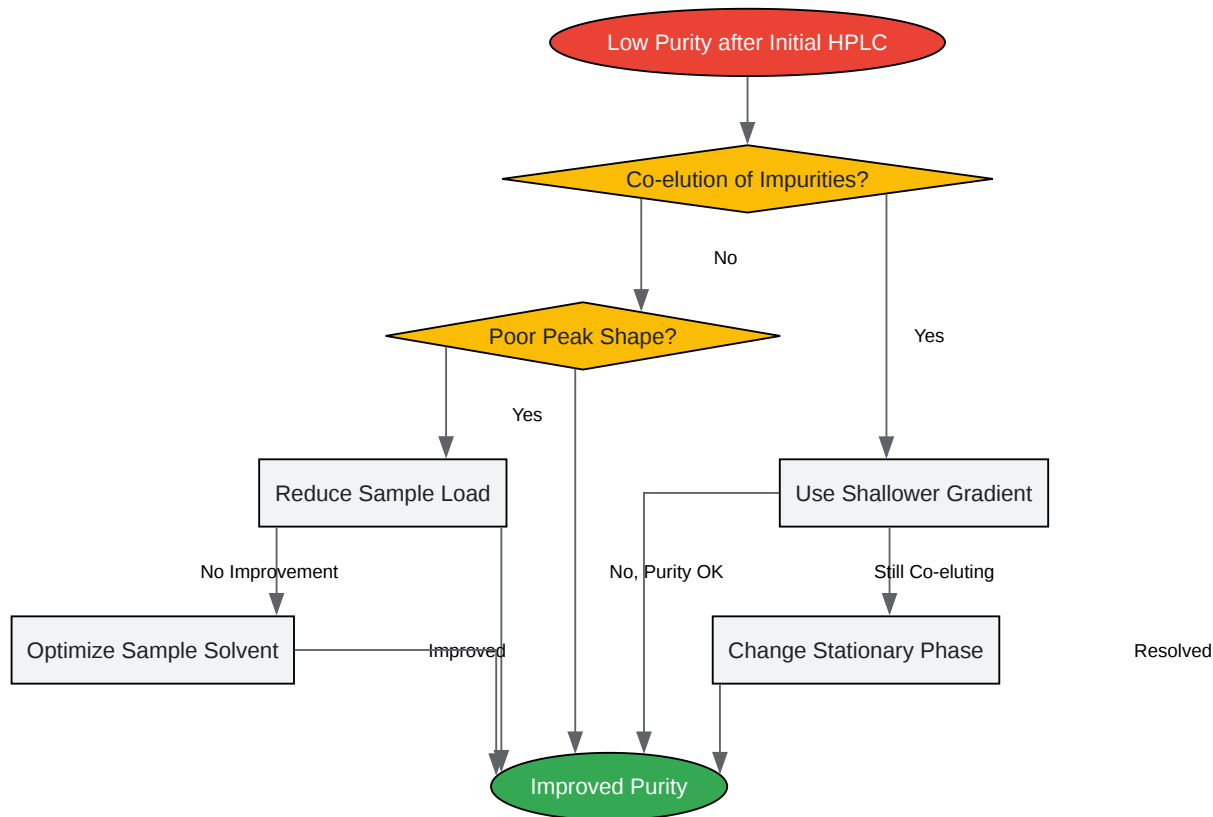 Low Purity after Initial HPLC
Co-elution of Impurities?
No
Poor Peak Shape?
Yes
Yes
Reduce Sample Load
Use Shallower Gradient
No Improvement
No, Purity OK
Still Co-eluting
Optimize Sample Solvent
Improved
Change Stationary Phase
Resolved
Improved Purity